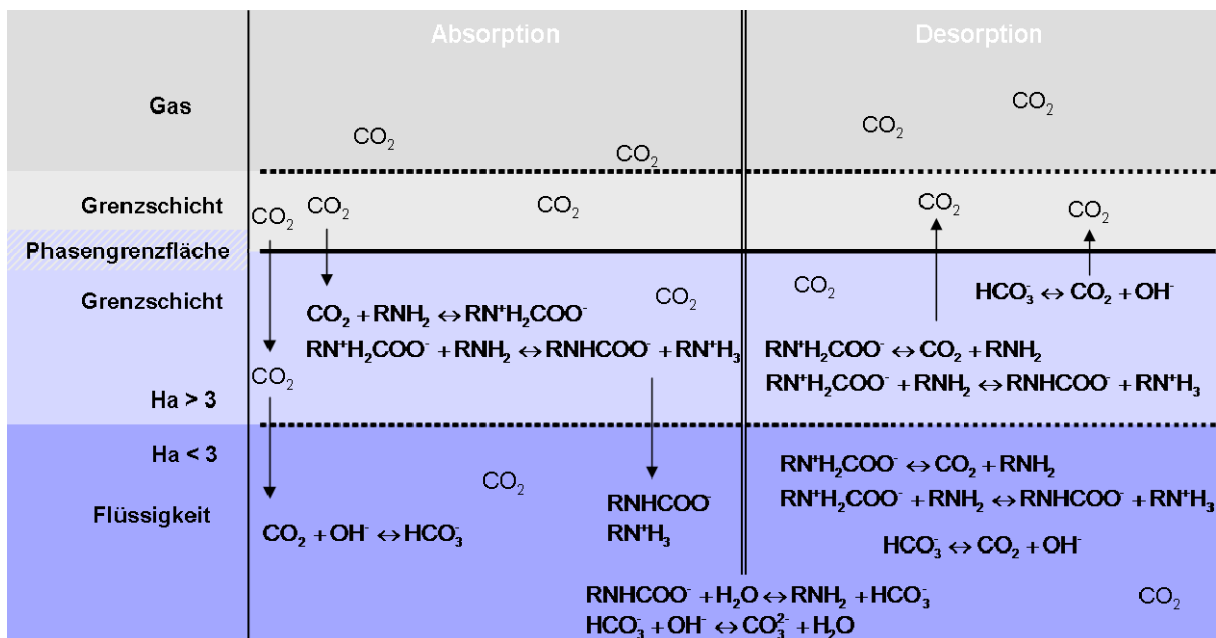 Absorption
Desorption
Gas
CO₂
CO₂
CO₂
CO₂
Grenzschicht
CO₂
CO₂
CO₂
CO₂
CO₂
Phasengrenzfläche
Grenzschicht
CO₂
CO₂
HCO₃⁻ ↔ CO₂ + OH⁻
CO₂ + RNH₂ ↔ RN⁺H₂COO⁻
RN⁺H₂COO⁻ + RNH₂ ↔ RNHCOO⁻ + RN⁺H₃
RN⁺H₂COO⁻ ↔ CO₂ + RNH₂
RN⁺H₂COO⁻ + RNH₂ ↔ RNHCOO⁻ + RN⁺H₃
CO₂
Ha > 3
Ha < 3
Flüssigkeit
CO₂
CO₂ + OH⁻ ↔ HCO₃⁻
RNHCOO⁻
RN⁺H₃
RN⁺H₂COO⁻ ↔ CO₂ + RNH₂
RN⁺H₂COO⁻ + RNH₂ ↔ RNHCOO⁻ + RN⁺H₃
HCO₃⁻ ↔ CO₂ + OH⁻
RNHCOO⁻ + H₂O ↔ RNH₂ + HCO₃⁻
HCO₃⁻ + OH⁻ ↔ CO₃²⁻ + H₂O
CO₂